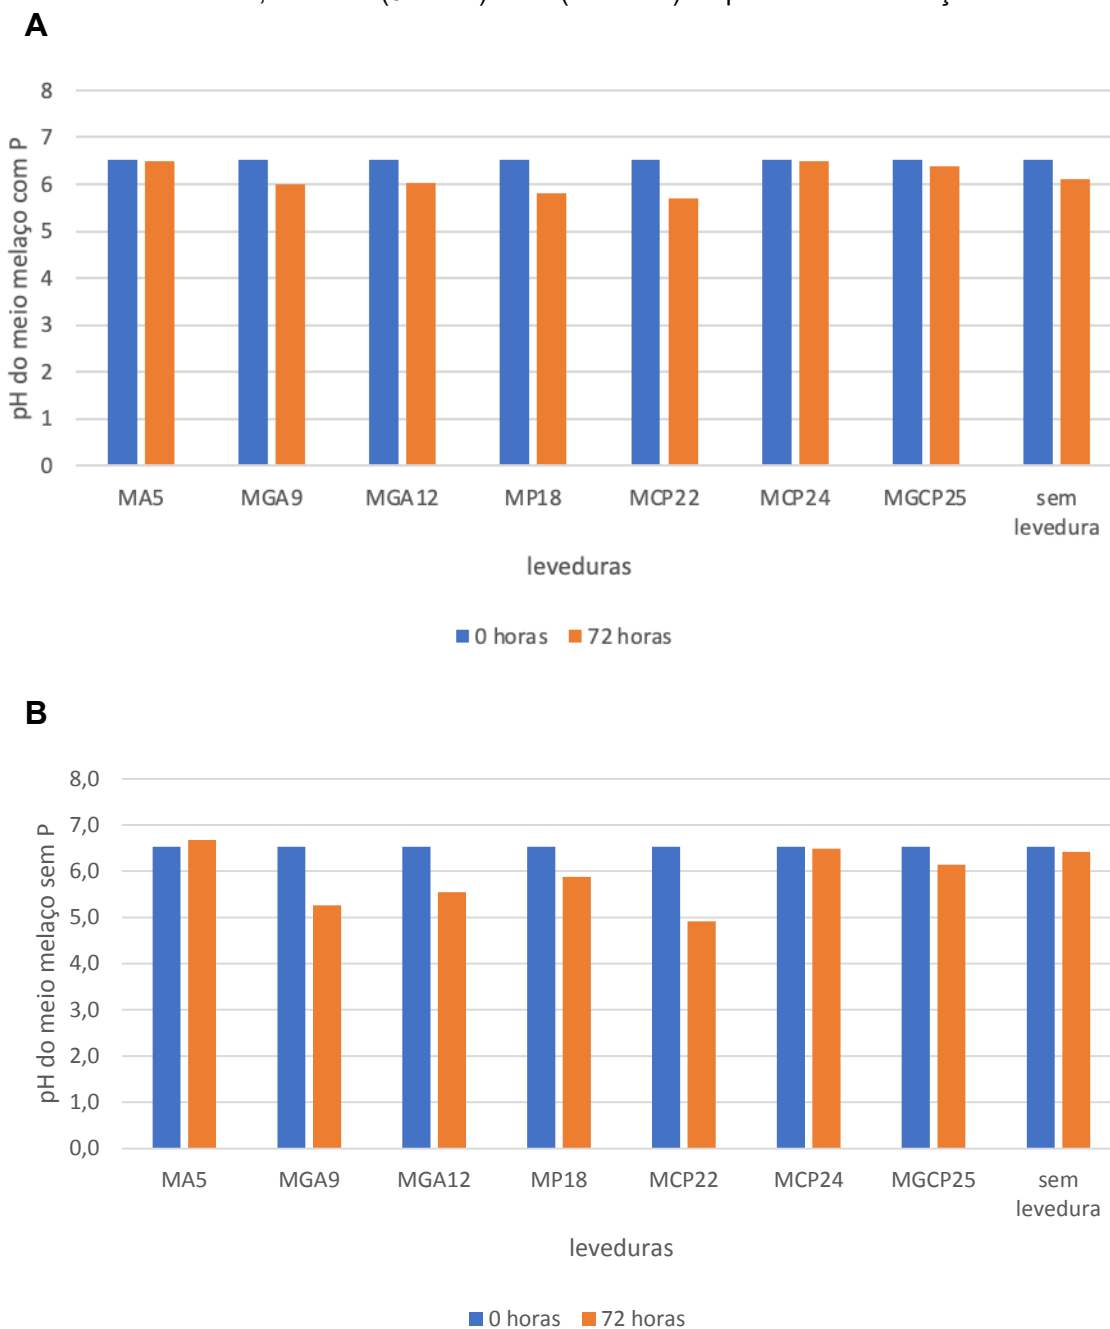 A
8
7
6
5
4
3
2
1
0
pH do meio melaço com P
MA5 MGA9 MGA12 MP18 MCP22 MCP24 MGCP25 sem
levedura
leveduras
0 horas 72 horas
B
8,0
7,0
6,0
5,0
4,0
3,0
2,0
1,0
0,0
pH do meio melaço sem P
MA5 MGA9 MGA12 MP18 MCP22 MCP24 MGCP25 sem
levedura
leveduras
0 horas 72 horas